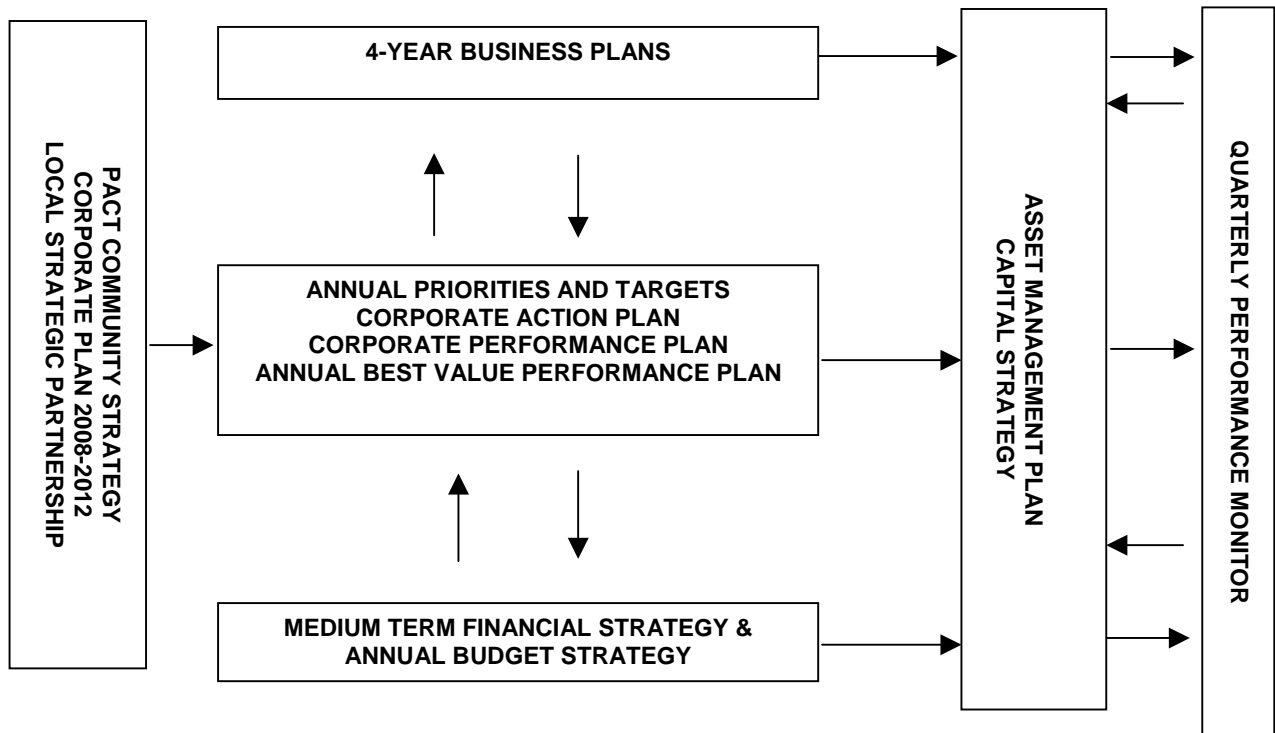 PACT COMMUNITY STRATEGY
CORPORATE PLAN 2008-2012
LOCAL STRATEGIC PARTNERSHIP
4-YEAR BUSINESS PLANS
ANNUAL PRIORITIES AND TARGETS
CORPORATE ACTION PLAN
CORPORATE PERFORMANCE PLAN
ANNUAL BEST VALUE PERFORMANCE PLAN
MEDIUM TERM FINANCIAL STRATEGY &
ANNUAL BUDGET STRATEGY
ASSET MANAGEMENT PLAN
CAPITAL STRATEGY
QUARTERLY PERFORMANCE MONITOR